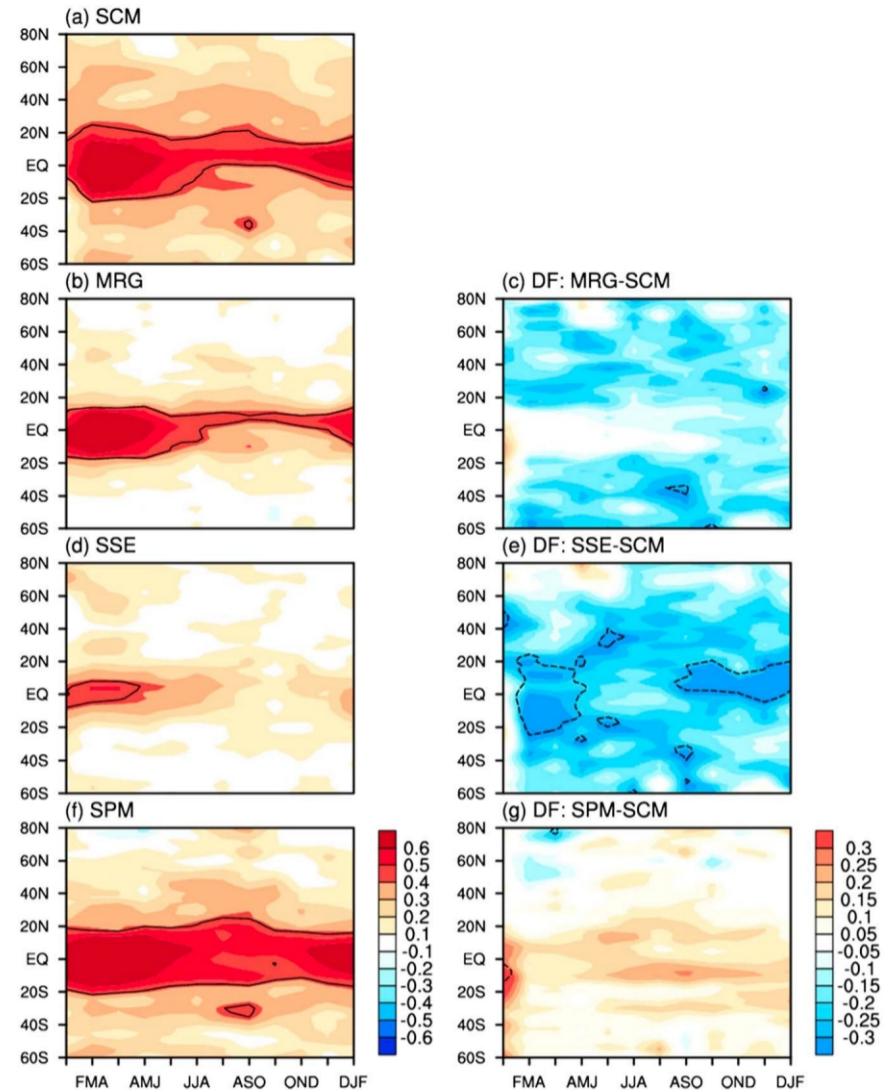 (a) SCM
80N
60N
40N
20N
EQ
20S
40S
60S
(b) MRG
80N
60N
40N
20N
EQ
20S
40S
60S
(c) DF: MRG-SCM
80N
60N
40N
20N
EQ
20S
40S
60S
(d) SSE
80N
60N
40N
20N
EQ
20S
40S
60S
(e) DF: SSE-SCM
80N
60N
40N
20N
EQ
20S
40S
60S
(f) SPM
80N
60N
40N
20N
EQ
20S
40S
60S
FMA AMJ JJA ASO OND DJF
0.6
0.5
0.4
0.3
0.2
0.1
-0.1
-0.2
-0.3
-0.4
-0.5
-0.6
(g) DF: SPM-SCM
80N
60N
40N
20N
EQ
20S
40S
60S
FMA AMJ JJA ASO OND DJF
0.3
0.25
0.2
0.15
0.1
0.05
-0.05
-0.1
-0.15
-0.2
-0.25
-0.3